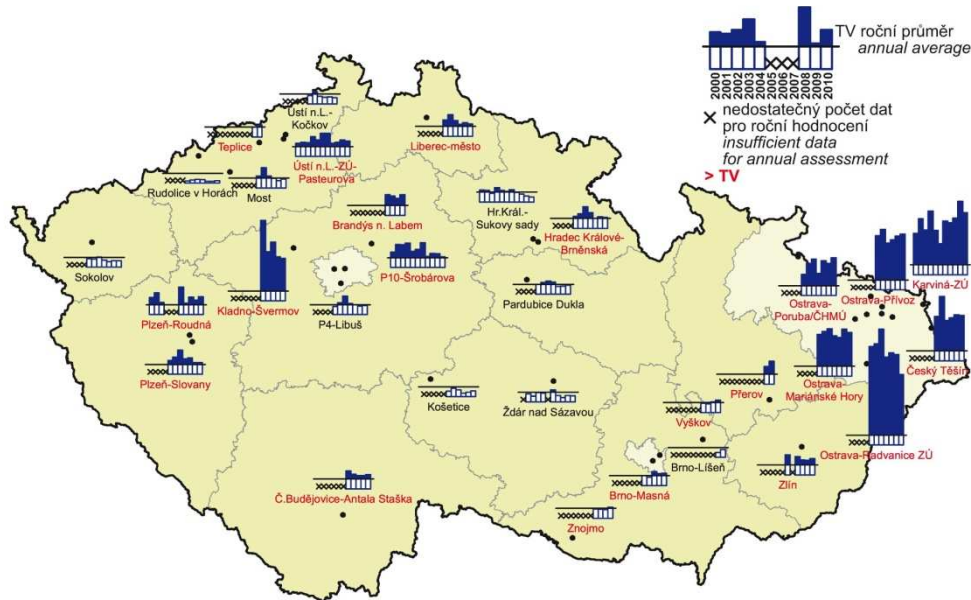 TV roční průměr
annual average
2000
2001
2002
2003
2004
2005
2006
2007
2008
2009
2010
nedostatečný počet dat
pro roční hodnocení
insufficient data
for annual assessment
> TV
Ústí n.L.-
Kočkov
Teplice
Ústí n.L.-ZÚ-
Pasteurova
Liberec-město
Rudolice v Horách
Most
Brandýs n. Labem
Hr.Král.-
Sukovy sady
Hradec Králové-
Brněnská
Sokolov
Kladno-Švermov
P10-Šrobárova
Pardubice Dukla
Ostrava-
Poruba/ČHMÚ
Ostrava-Přívoz
Karviná-ZÚ
Plzeň-Roudná
P4-Libuš
Plzeň-Slovany
Košetice
Žďár nad Sázavou
Přerov
Ostrava-
Mariánské Hory
Český Těšín
Vyškov
Ostrava-Radvanice ZÚ
Brno-Líšeň
Zlín
Č.Budějovice-Antala Staška
Brno-Masná
Znojmo